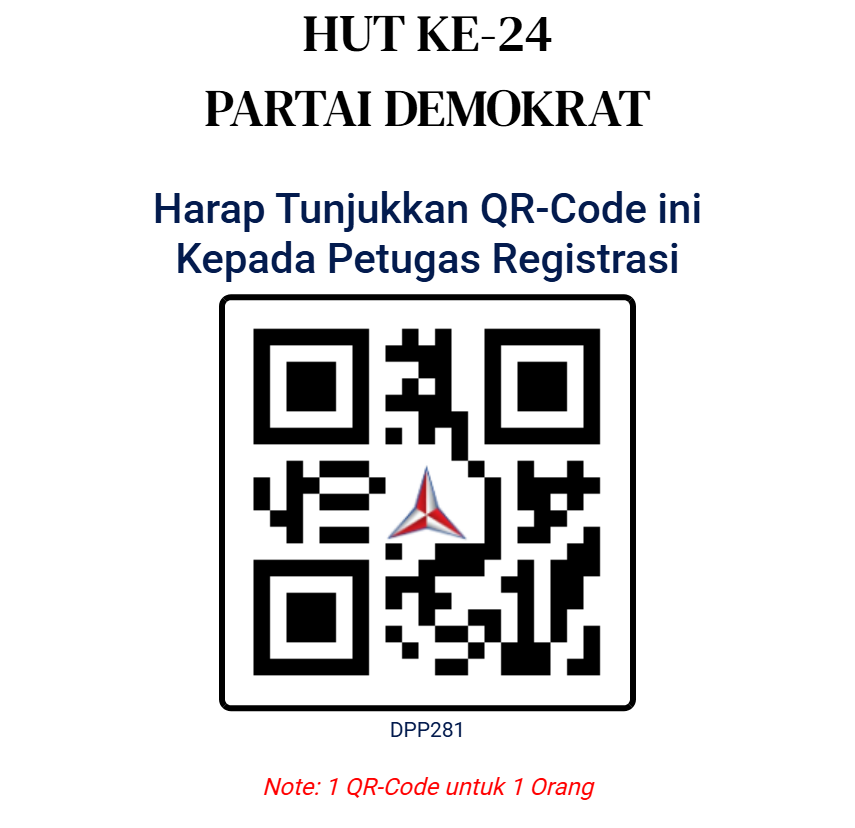 HUT KE-24
PARTAI DEMOKRAT
Harap Tunjukkan QR-Code ini
Kepada Petugas Registrasi
DPP281
Note: 1 QR-Code untuk 1 Orang